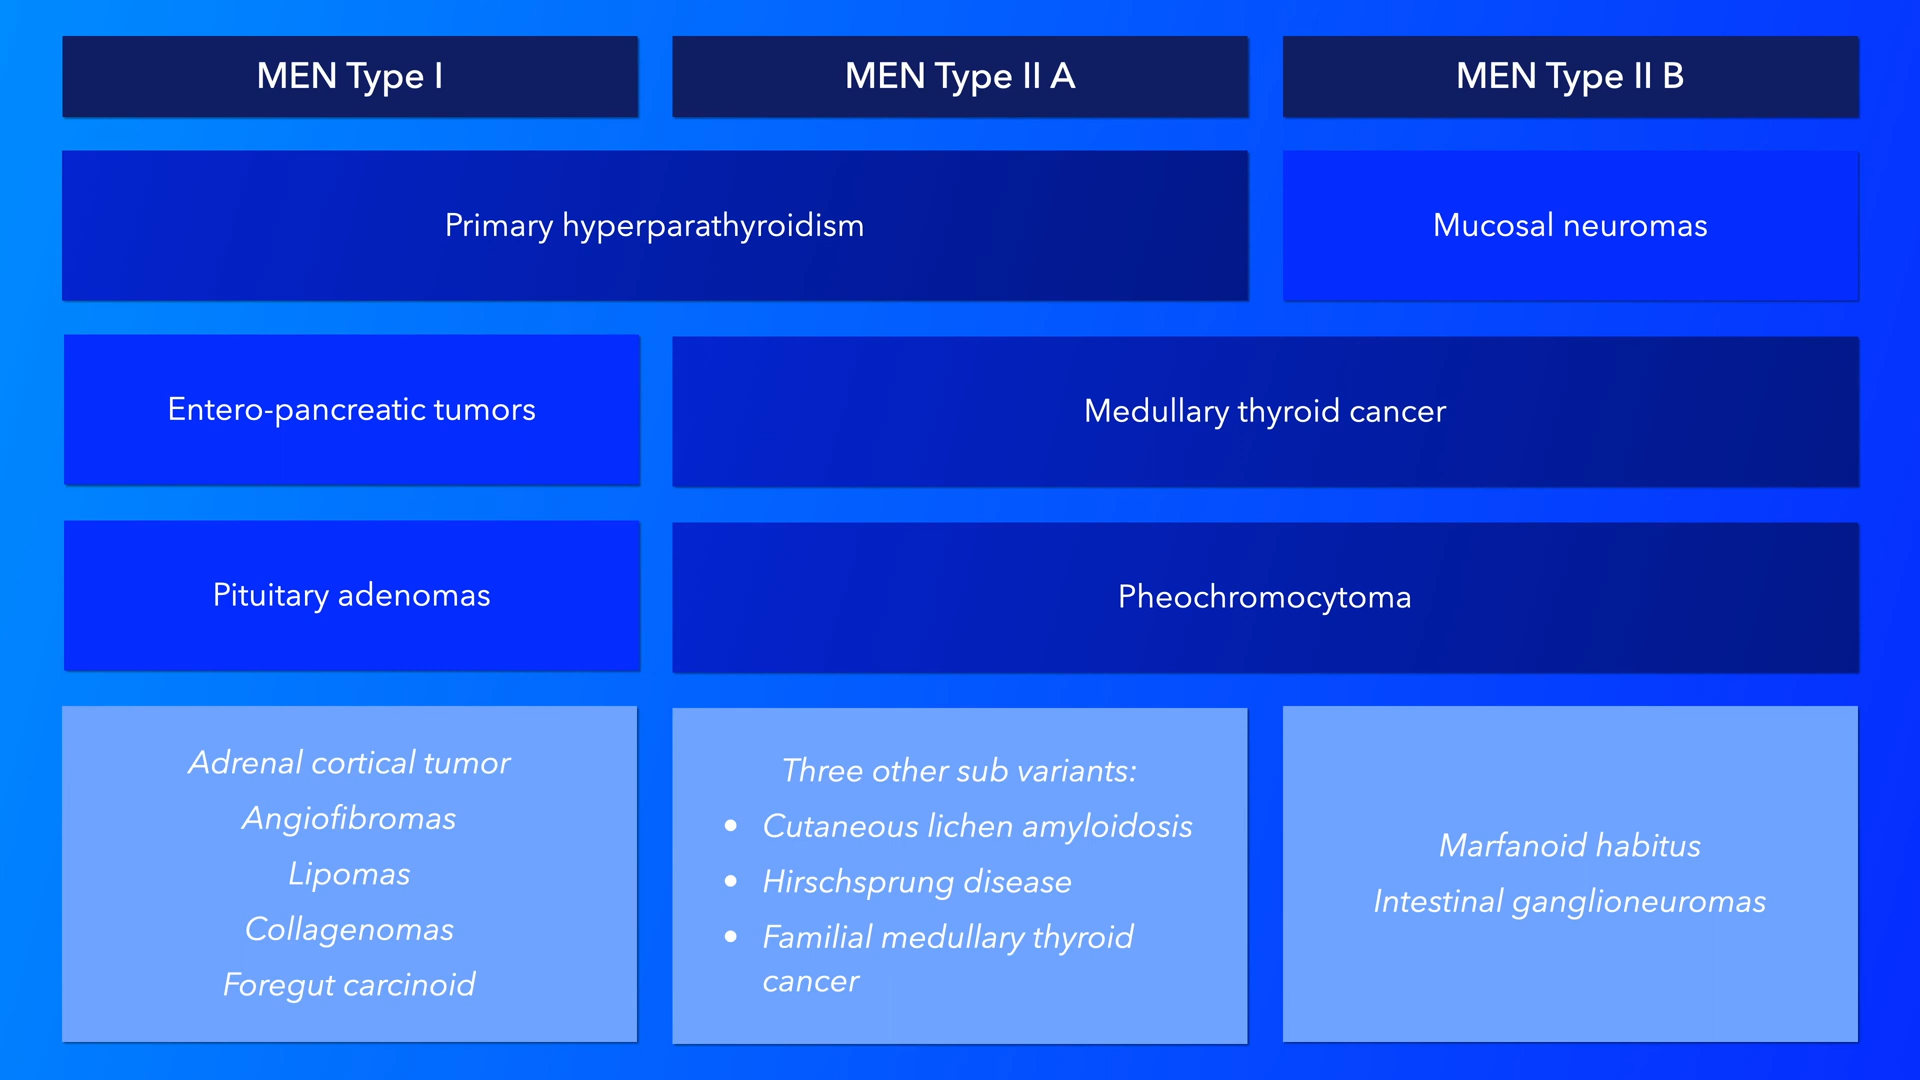 MEN Type I
MEN Type II A
MEN Type II B
Primary hyperparathyroidism
Mucosal neuromas
Entero-pancreatic tumors
Medullary thyroid cancer
Pituitary adenomas
Pheochromocytoma
Adrenal cortical tumor
Angiofibromas
Lipomas
Collagenomas
Foregut carcinoid
Three other sub variants:
• Cutaneous lichen amyloidosis
• Hirschsprung disease
• Familial medullary thyroid
cancer
Marfanoid habitus
Intestinal ganglioneuromas